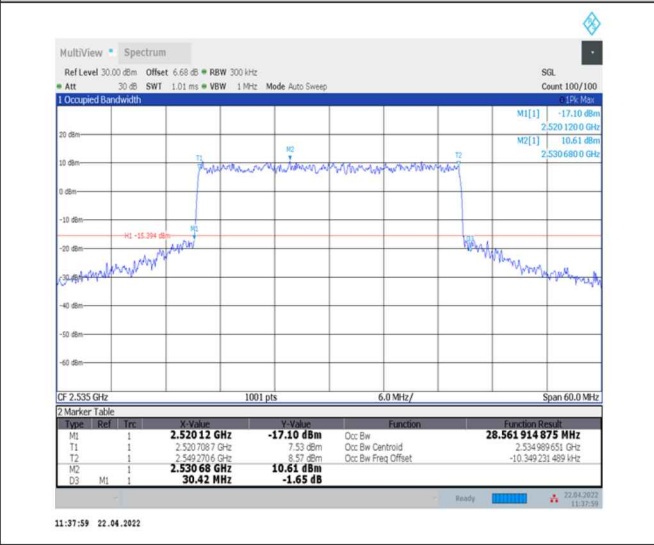 MultiView Spectrum
Ref Level 30.00 dBm Offset 6.68 dB RBW 300 kHz SGL
Att 30 dB SWT 1.01 ms VBW 1 MHz Mode Auto Sweep Count 100/100
1 Occupied Bandwidth 1Pk Max
M1[1] -17.10 dBm
2.520 120 0 GHz
M2[1] 10.61 dBm
2.530 680 0 GHz
20 dBm
10 dBm
T1
M2
T2
0 dBm
-10 dBm
H1 -15.294 dBm
M1
D3
-20 dBm
-30 dBm
-40 dBm
-50 dBm
-60 dBm
CF 2.535 GHz 1001 pts 6.0 MHz/ Span 60.0 MHz
2 Marker Table
Type Ref Trc X-Value Y-Value Function Function Result
M1 1 2.520 12 GHz -17.10 dBm Occ Bw 28.561 914 875 MHz
T1 1 2.520 708 7 GHz 7.53 dBm Occ Bw Centroid 2.534 989 651 GHz
T2 1 2.549 270 6 GHz 8.57 dBm Occ Bw Freq Offset -10.349 231 489 kHz
M2 1 2.530 68 GHz 10.61 dBm
D3 M1 1 30.42 MHz -1.65 dB
Ready 22.04.2022
11:37:59
11:37:59 22.04.2022